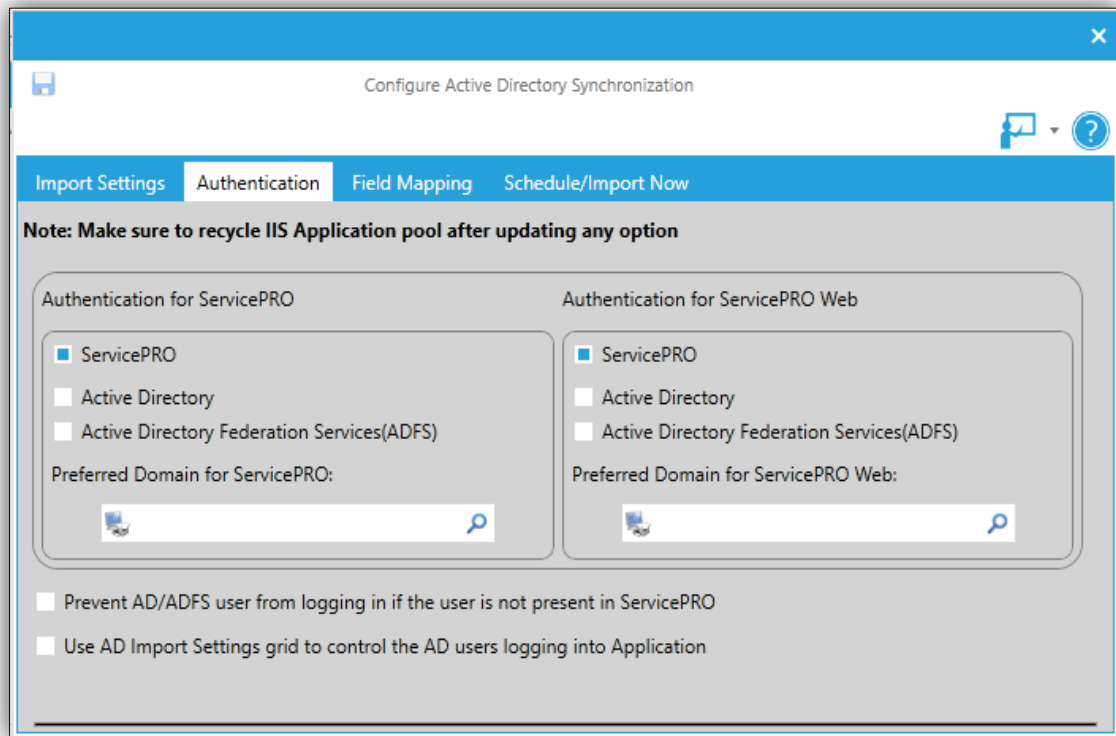 Configure Active Directory Synchronization
Import Settings Authentication Field Mapping Schedule/Import Now
Note: Make sure to recycle IIS Application pool after updating any option
Authentication for ServicePRO
ServicePRO
Active Directory
Active Directory Federation Services(ADFS)
Preferred Domain for ServicePRO:
Authentication for ServicePRO Web
ServicePRO
Active Directory
Active Directory Federation Services(ADFS)
Preferred Domain for ServicePRO Web:
Prevent AD/ADFS user from logging in if the user is not present in ServicePRO
Use AD Import Settings grid to control the AD users logging into Application